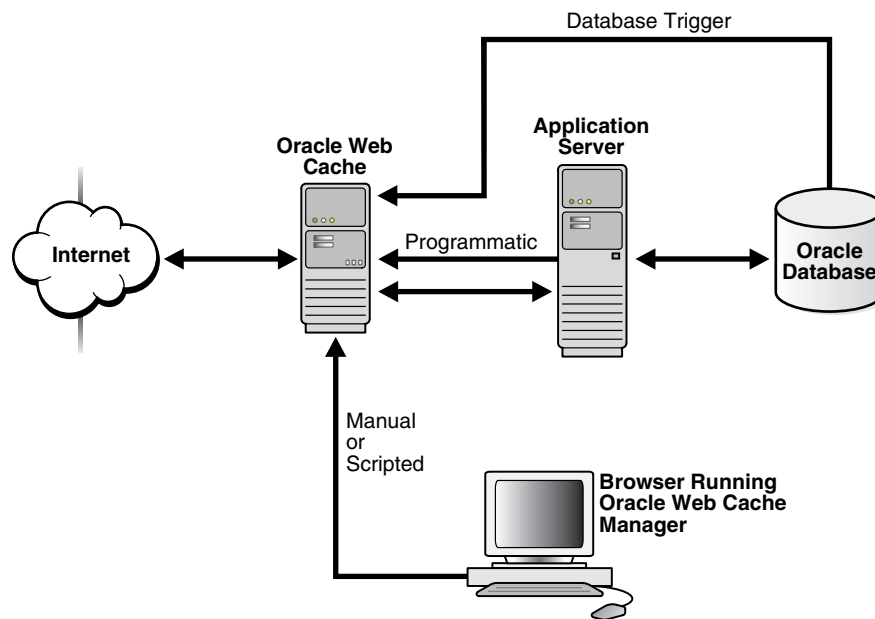 Database Trigger
Application
Server
Oracle Web
Cache
Internet
Programmatic
Oracle
Database
Manual
or
Scripted
Browser Running
Oracle Web Cache
Manager